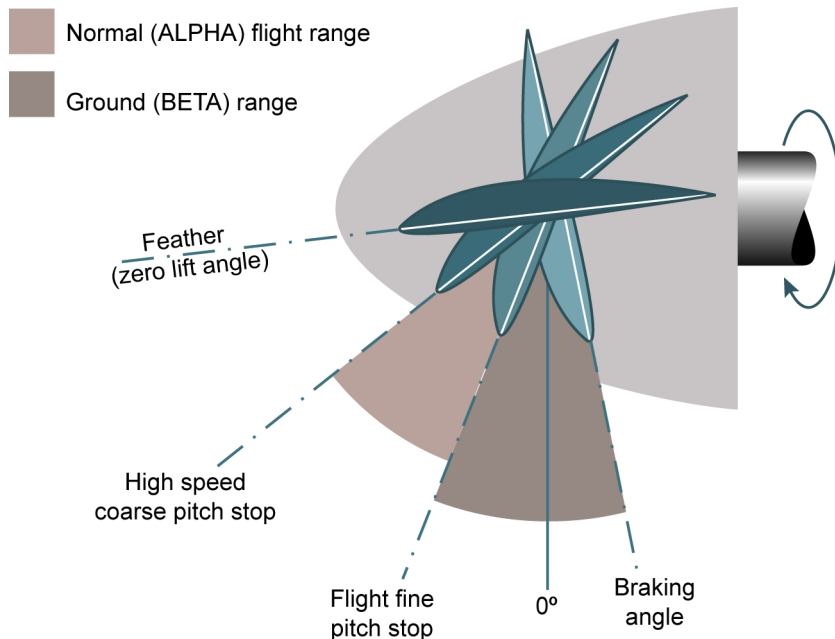 Normal (ALPHA) flight range
Ground (BETA) range
Feather
(zero lift angle)
High speed
coarse pitch stop
Flight fine
pitch stop
0º
Braking
angle